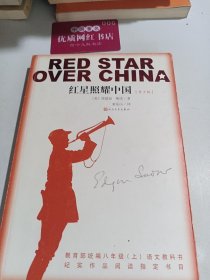 006
优质网红书店
RED STAR
OVER CHINA
红星照耀中国
Edgar Snow
教育部统编八年级（上）语文教科书
纪实作品阅读指定书目